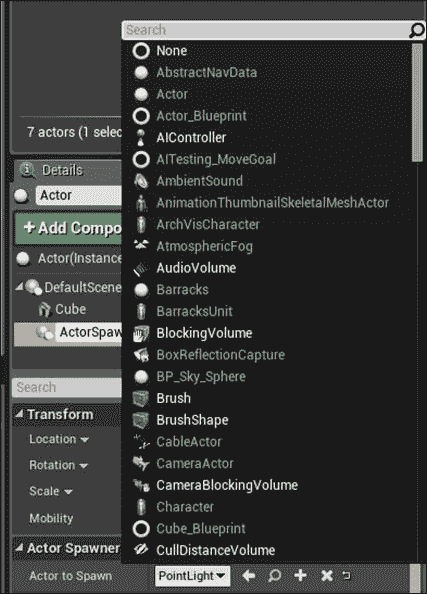 Search
None
AbstractNavData
Actor
Actor_Blueprint
AIController
AITesting_MoveGoal
AmbientSound
AnimationThumbnailSkeletalMeshActor
ArchVisCharacter
AtmosphericFog
AudioVolume
Barracks
BarracksUnit
BlockingVolume
BoxReflectionCapture
BP_Sky_Sphere
Brush
BrushShape
CableActor
CameraActor
CameraBlockingVolume
Character
Cube_Blueprint
CullDistanceVolume
7 actors (1 selec
Details
Actor
+ Add Compo
Actor(Instance
DefaultScene
Cube
ActorSpaw
Search
Transform
Location
Rotation
Scale
Mobility
Actor Spawner
Actor to Spawn PointLight